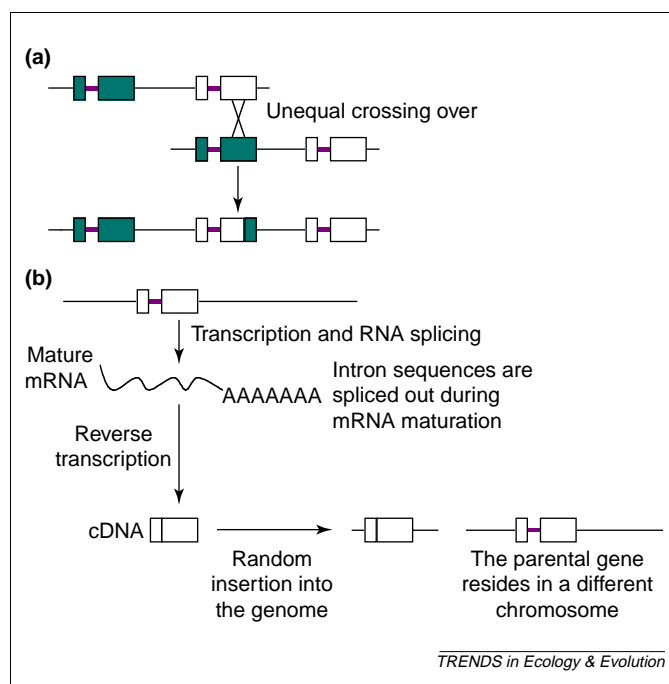 (a)
Unequal crossing over
(b)
Transcription and RNA splicing
Mature
mRNA
AAAAAAA
Intron sequences are
spliced out during
mRNA maturation
Reverse
transcription
cDNA
Random
insertion into
the genome
The parental gene
resides in a different
chromosome
TRENDS in Ecology & Evolution